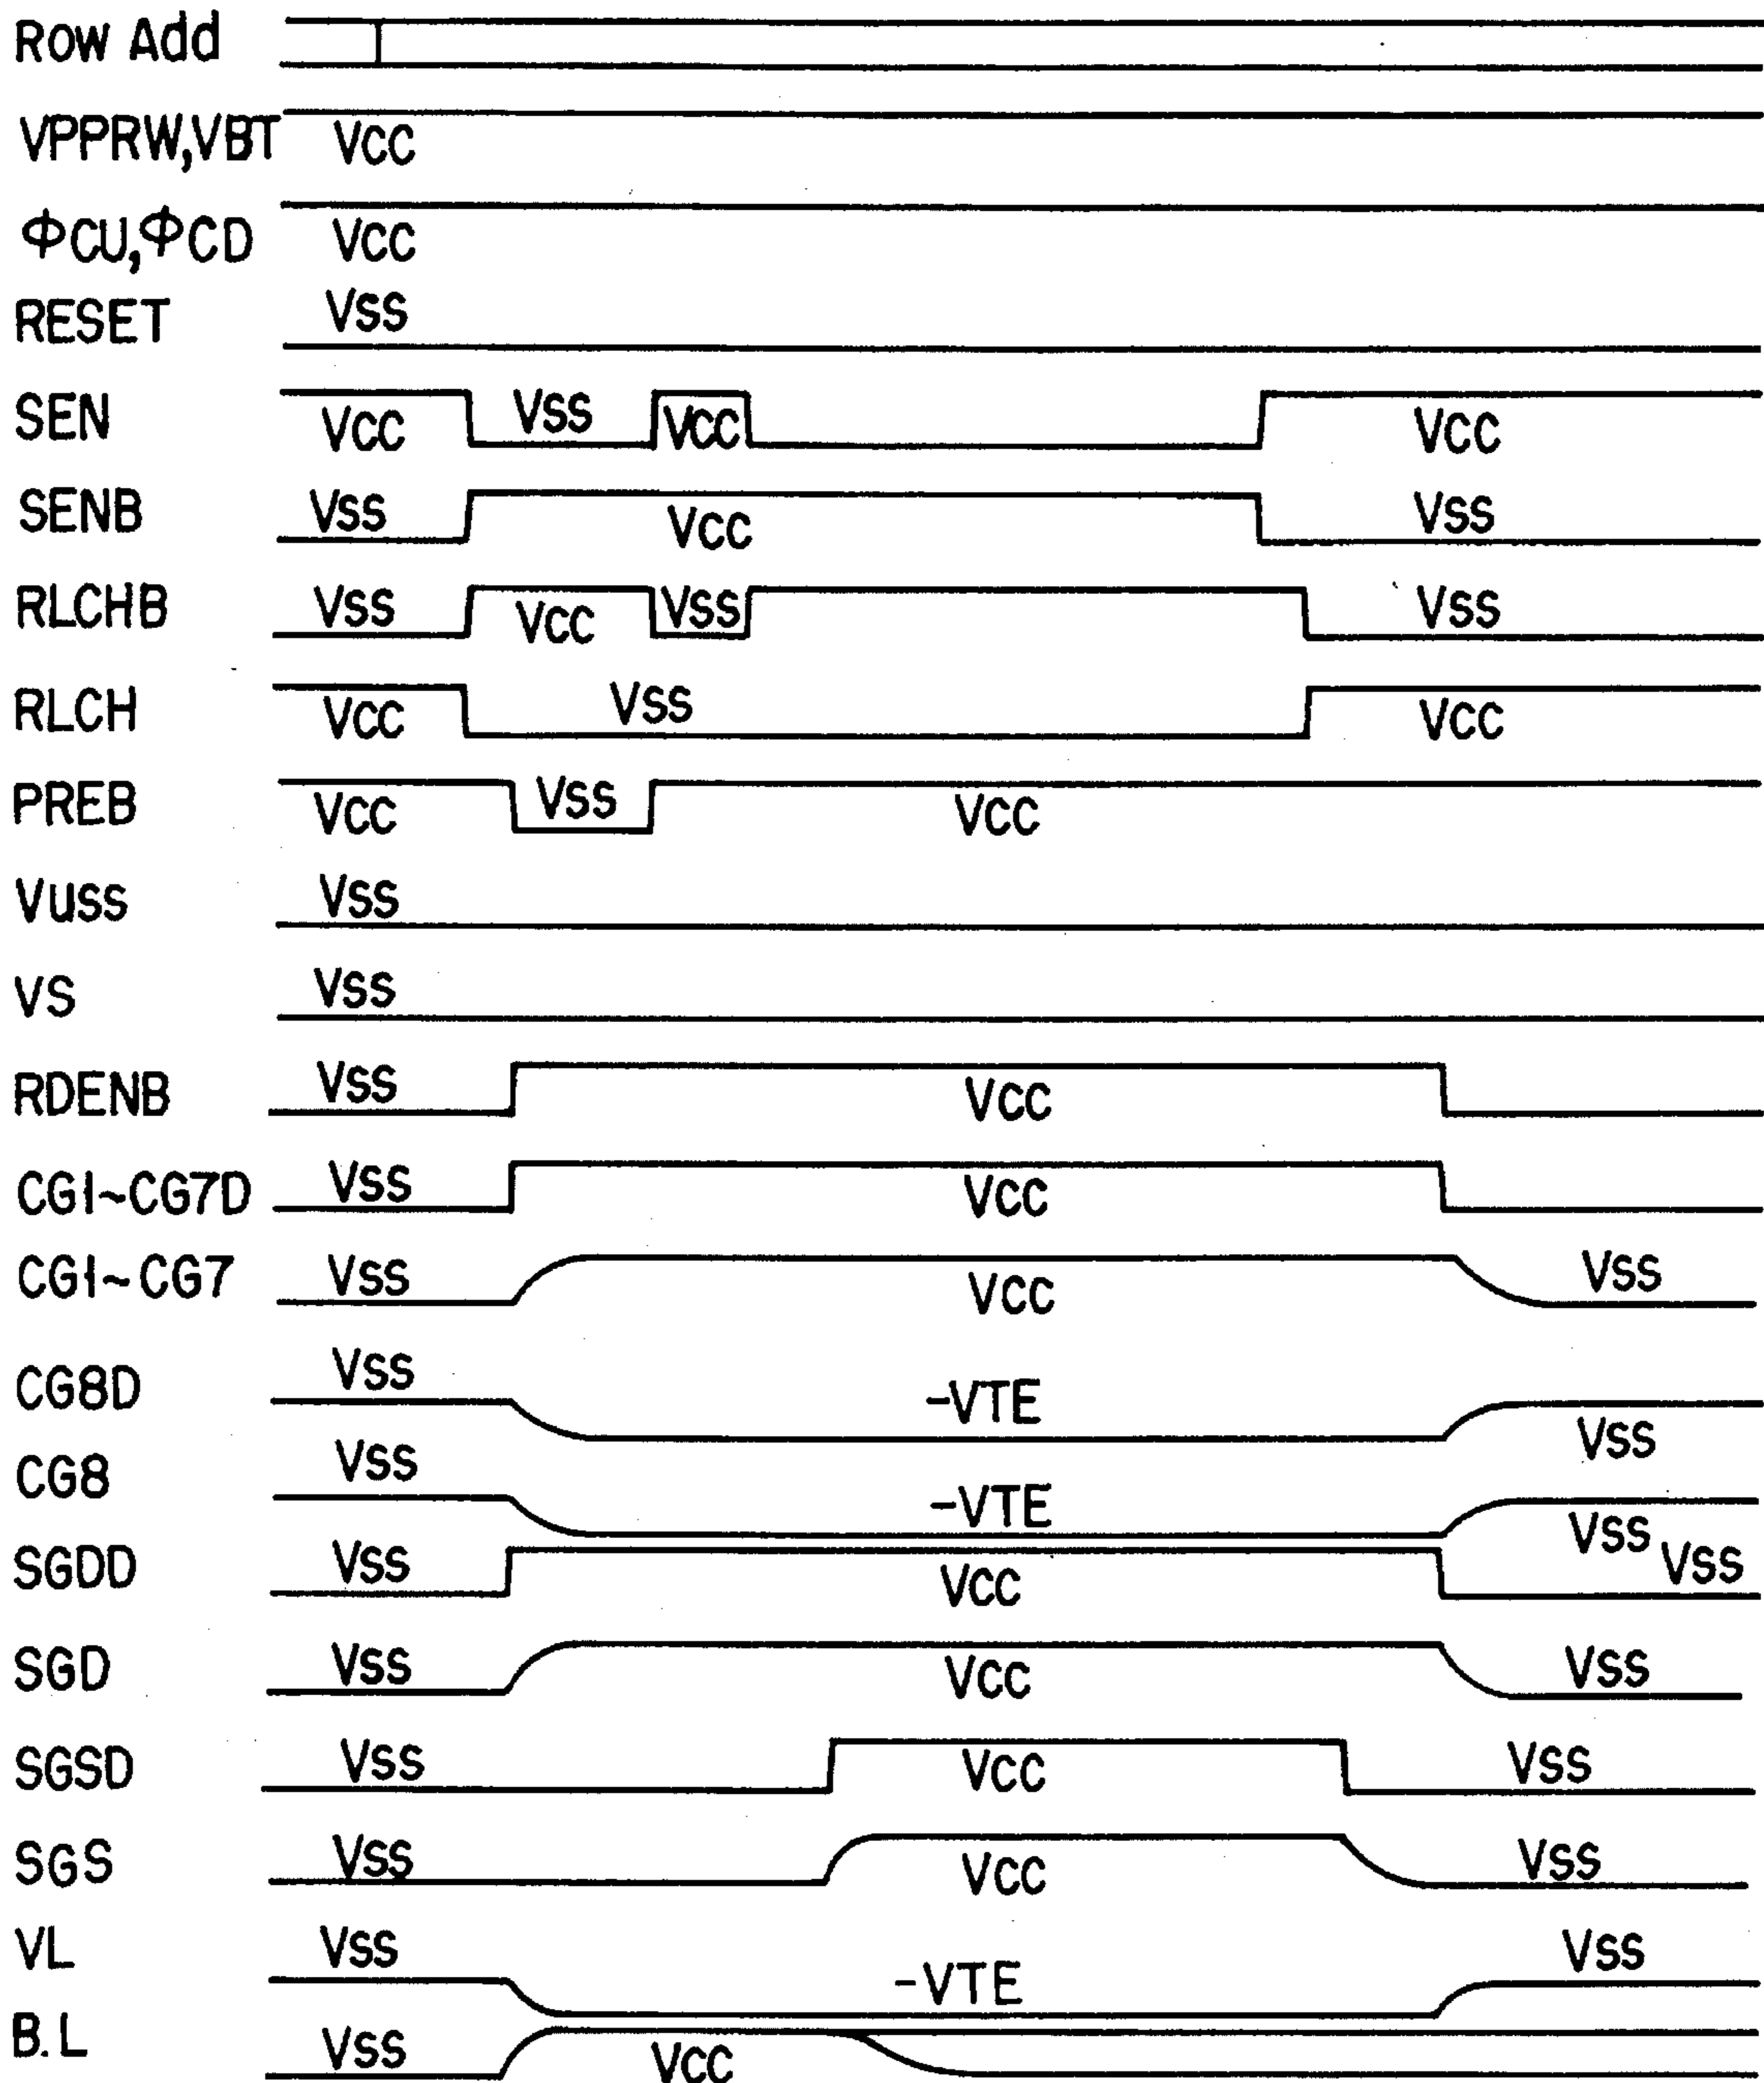 Row Add
VPPRW,VBT VCC
ΦCU,ΦCD VCC
RESET VSS
SEN VCC VSS VCC VCC
SENB VSS VCC VSS
RLCHB VSS VCC VSS VSS
RLCH VCC VSS VCC
PREB VCC VSS VCC
Vuss VSS
VS VSS
RDENB VSS VCC
CG1~CG7D VSS VCC
CG1~CG7 VSS VCC VSS
CG8D VSS -VTE VSS
CG8 VSS -VTE VSS
SGDD VSS VCC VSS
SGD VSS VCC VSS
SGSD VSS VCC VSS
SGS VSS VCC VSS
VL VSS -VTE VSS
B.L VSS VCC